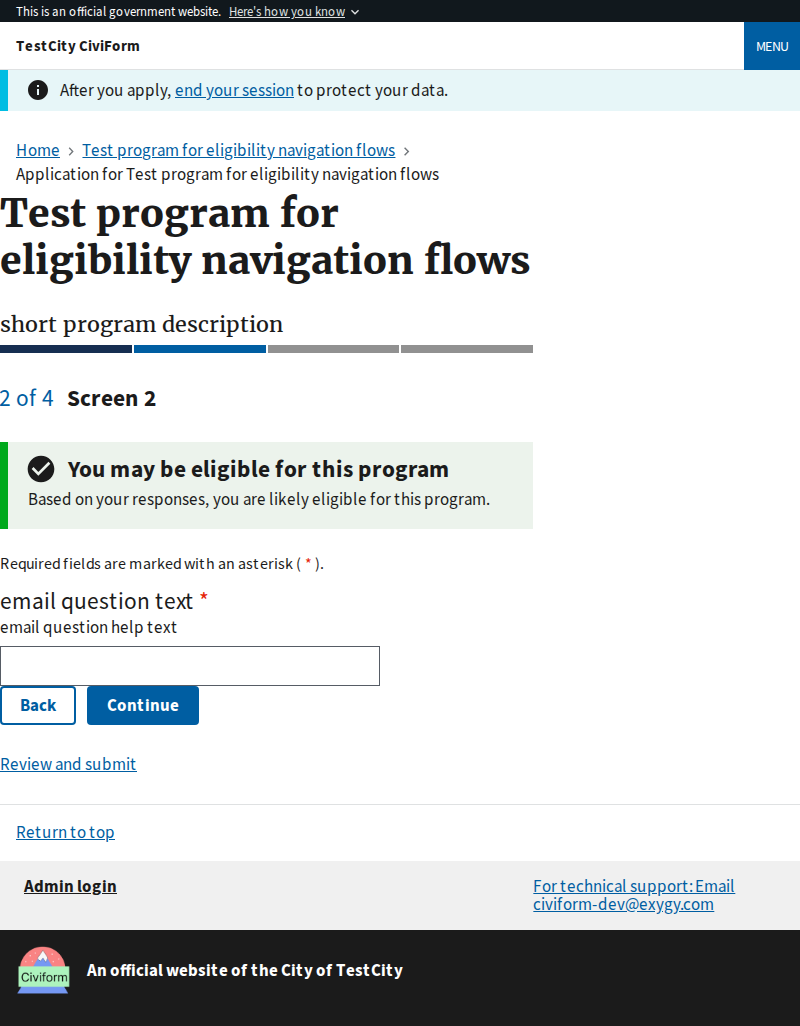 This is an official government website. Here's how you know
TestCity CiviForm
MENU
After you apply, end your session to protect your data.
Home > Test program for eligibility navigation flows >
Application for Test program for eligibility navigation flows
Test program for
eligibility navigation flows
short program description
2 of 4 Screen 2
You may be eligible for this program
Based on your responses, you are likely eligible for this program.
Required fields are marked with an asterisk ( * ).
email question text *
email question help text
Back Continue
Review and submit
Return to top
Admin login
For technical support: Email
civiform-dev@exygy.com
Civiform
An official website of the City of TestCity